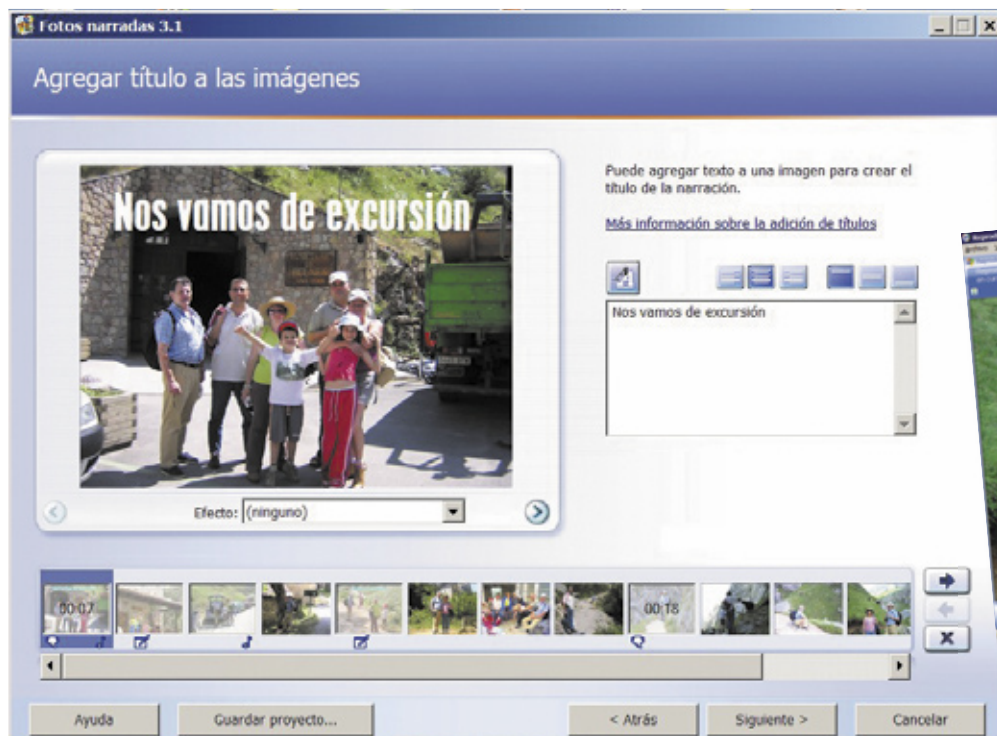 Fotos narradas 3.1
Agregar título a las imágenes
Nos vamos de excursión
Puede agregar texto a una imagen para crear el
título de la narración.
Más información sobre la adición de títulos
Nos vamos de excursión
Efecto: (ninguno)
00:07
00:18
Ayuda
Guardar proyecto...
< Atrás
Siguiente >
Cancelar